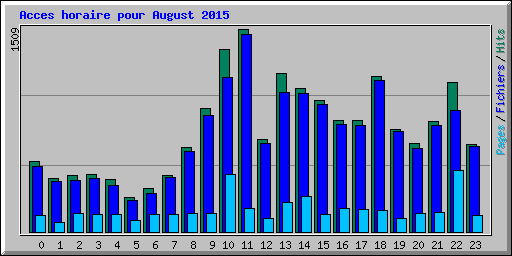 Acces horaire pour August 2015
1509
Pages / Fichiers / Hits
0 1 2 3 4 5 6 7 8 9 10 11 12 13 14 15 16 17 18 19 20 21 22 23